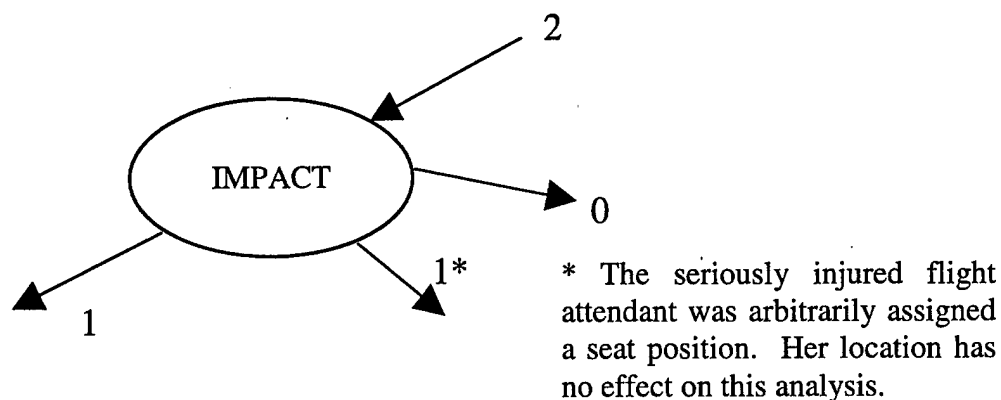 2
IMPACT
0
1*
1
* The seriously injured flight
attendant was arbitrarily assigned
a seat position. Her location has
no effect on this analysis.